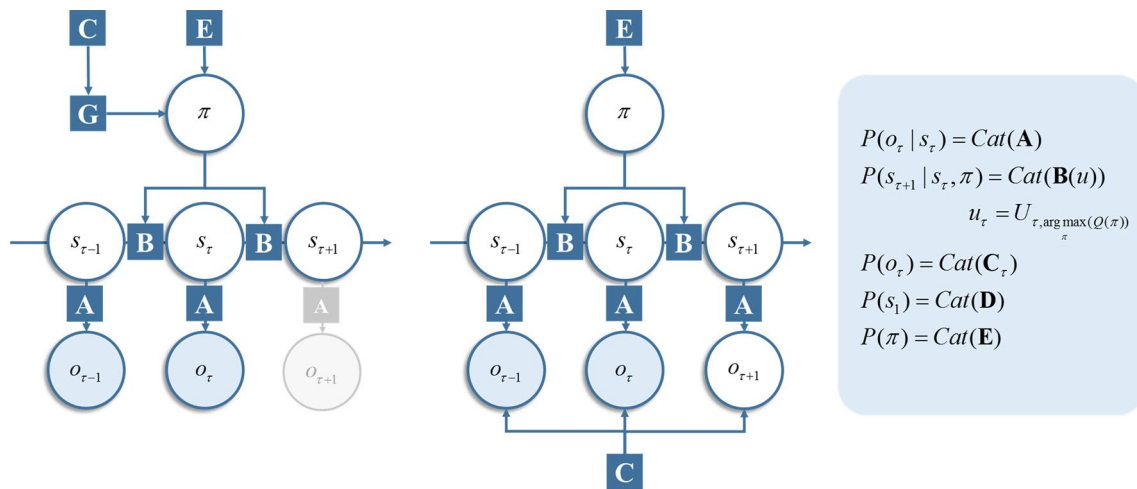 C E
G π
s_{τ−1} B s_τ B s_{τ+1}
A A A
o_{τ−1} o_τ o_{τ+1}
E
π
s_{τ−1} B s_τ B s_{τ+1}
A A A
o_{τ−1} o_τ o_{τ+1}
C
P(o_τ | s_τ) = Cat(A)
P(s_{τ+1} | s_τ, π) = Cat(B(u))
u_τ = U_{τ, arg max_π(Q(π))}
P(o_τ) = Cat(C_τ)
P(s_1) = Cat(D)
P(π) = Cat(E)